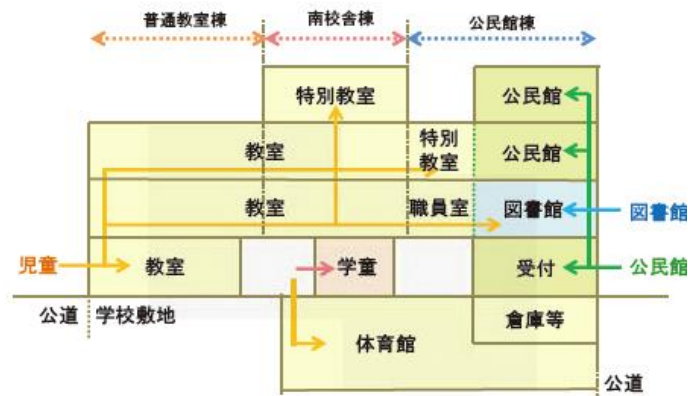 普通教室棟 南校舎棟 公民館棟
特別教室 公民館
教室 特別
教室 公民館
教室 職員室 図書館 図書館
児童 教室 学童 受付 公民館
公道 学校敷地 倉庫等
体育館
公道